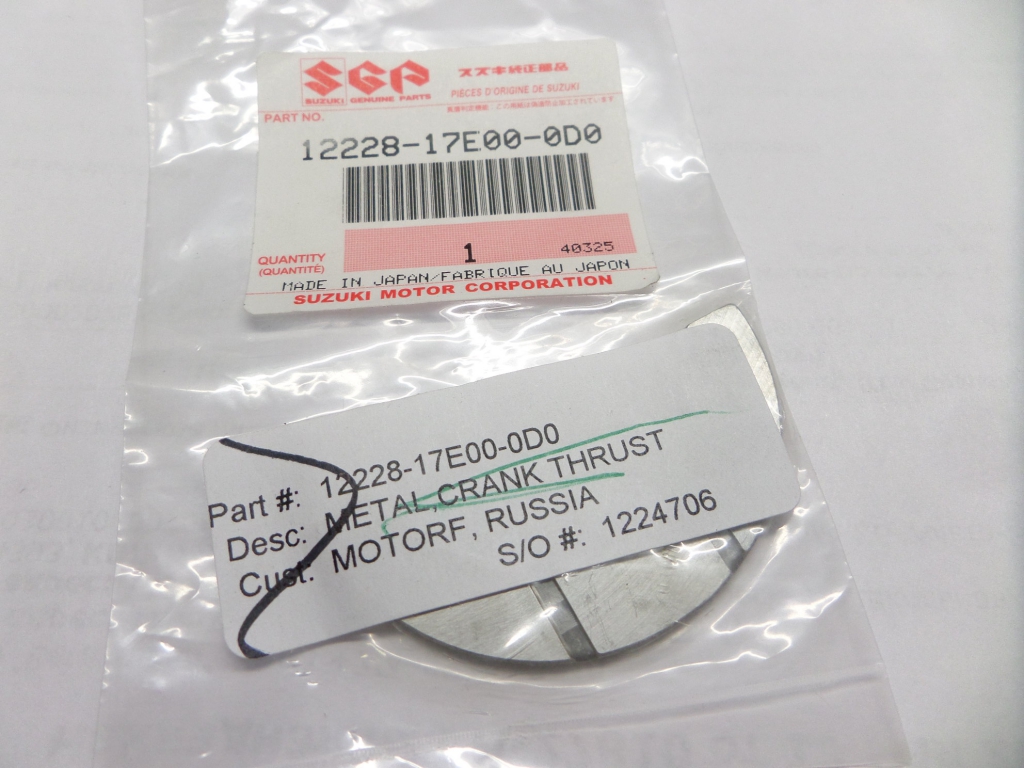 SGP
SUZUKI GENUINE PARTS
スズキ純正部品
PIÈCES D'ORIGINE DE SUZUKI
PART NO.
12228-17E00-0D0
QUANTITY
(QUANTITÉ)
1
40325
MADE IN JAPAN/FABRIQUE AU JAPON
SUZUKI MOTOR CORPORATION
Part #: 12228-17E00-0D0
Desc: METAL,CRANK THRUST
Cust: MOTORF, RUSSIA
S/O #: 1224706